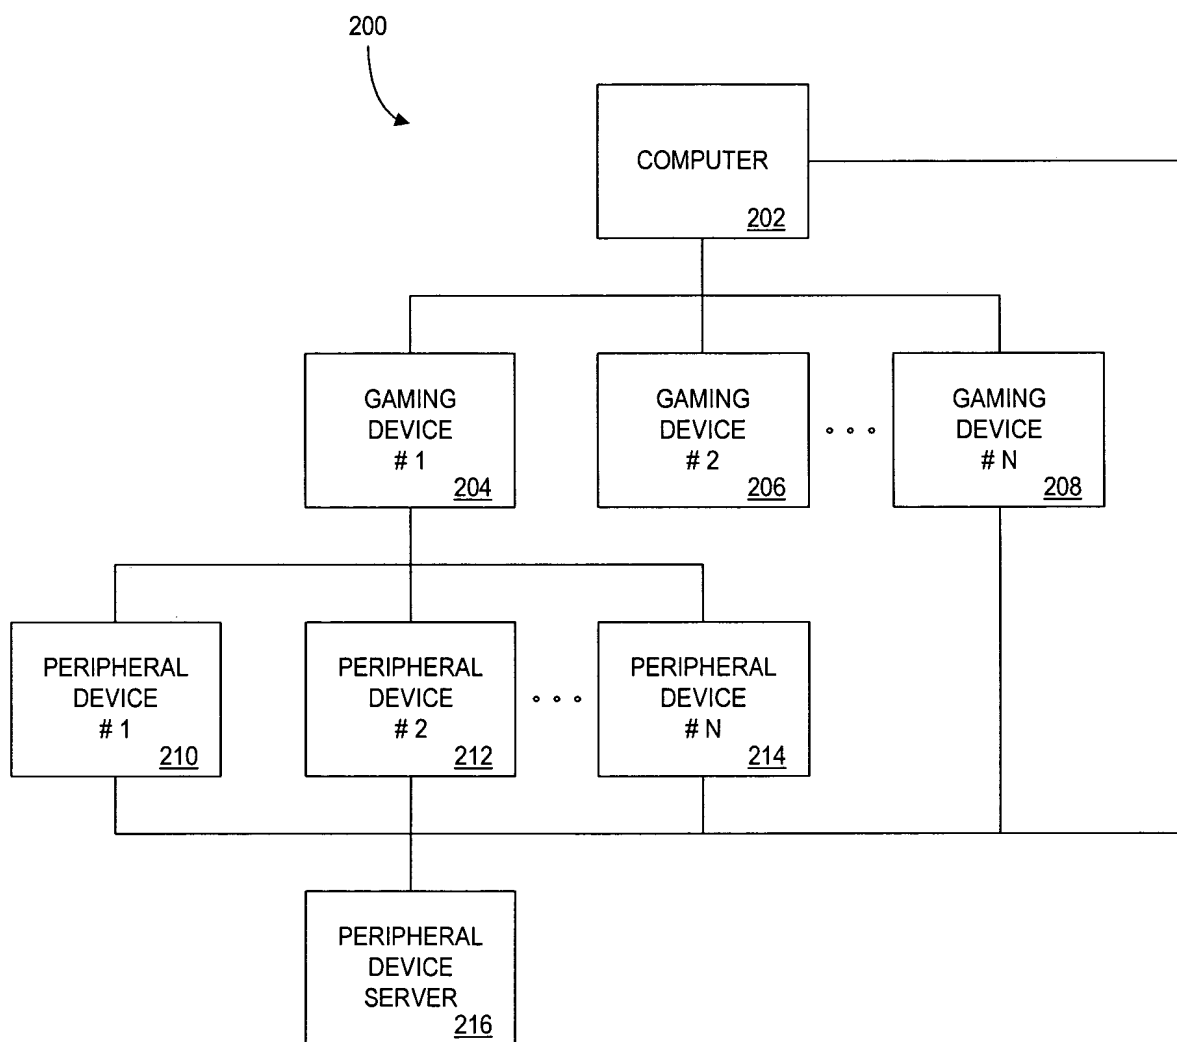 200
COMPUTER
202
GAMING
DEVICE
# 1
204
GAMING
DEVICE
# 2
206
GAMING
DEVICE
# N
208
PERIPHERAL
DEVICE
# 1
210
PERIPHERAL
DEVICE
# 2
212
PERIPHERAL
DEVICE
# N
214
PERIPHERAL
DEVICE
SERVER
216